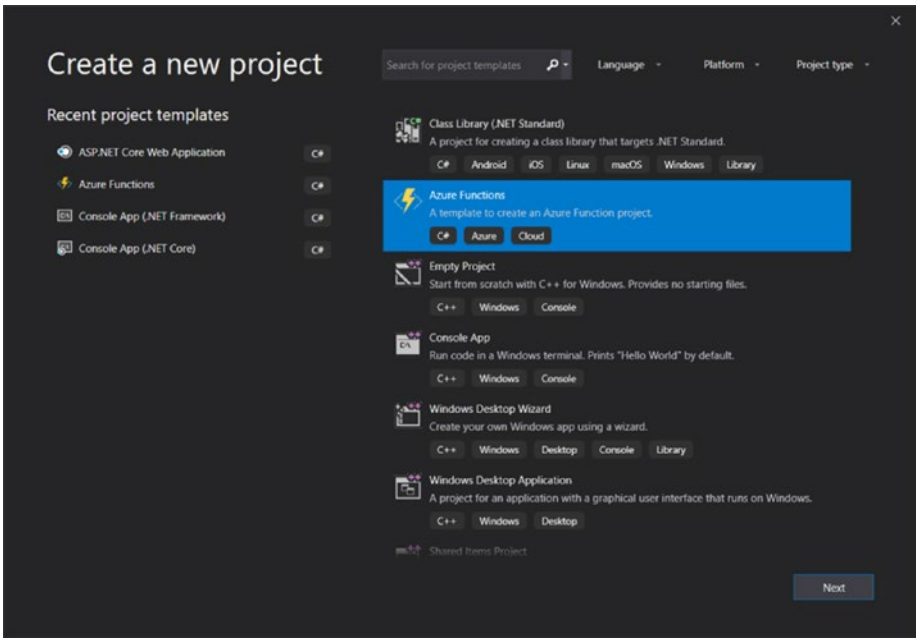 Create a new project
Recent project templates
ASP.NET Core Web Application C#
Azure Functions C#
Console App (.NET Framework) C#
Console App (.NET Core) C#
Search for project templates
Language Platform Project type
Class Library (.NET Standard)
A project for creating a class library that targets .NET Standard.
C# Android iOS Linux macOS Windows Library
Azure Functions
A template to create an Azure Function project.
C# Azure Cloud
Empty Project
Start from scratch with C++ for Windows. Provides no starting files.
C++ Windows Console
Console App
Run code in a Windows terminal. Prints "Hello World" by default.
C++ Windows Console
Windows Desktop Wizard
Create your own Windows app using a wizard.
C++ Windows Desktop Console Library
Windows Desktop Application
A project for an application with a graphical user interface that runs on Windows.
C++ Windows Desktop
Shared Items Project
Next